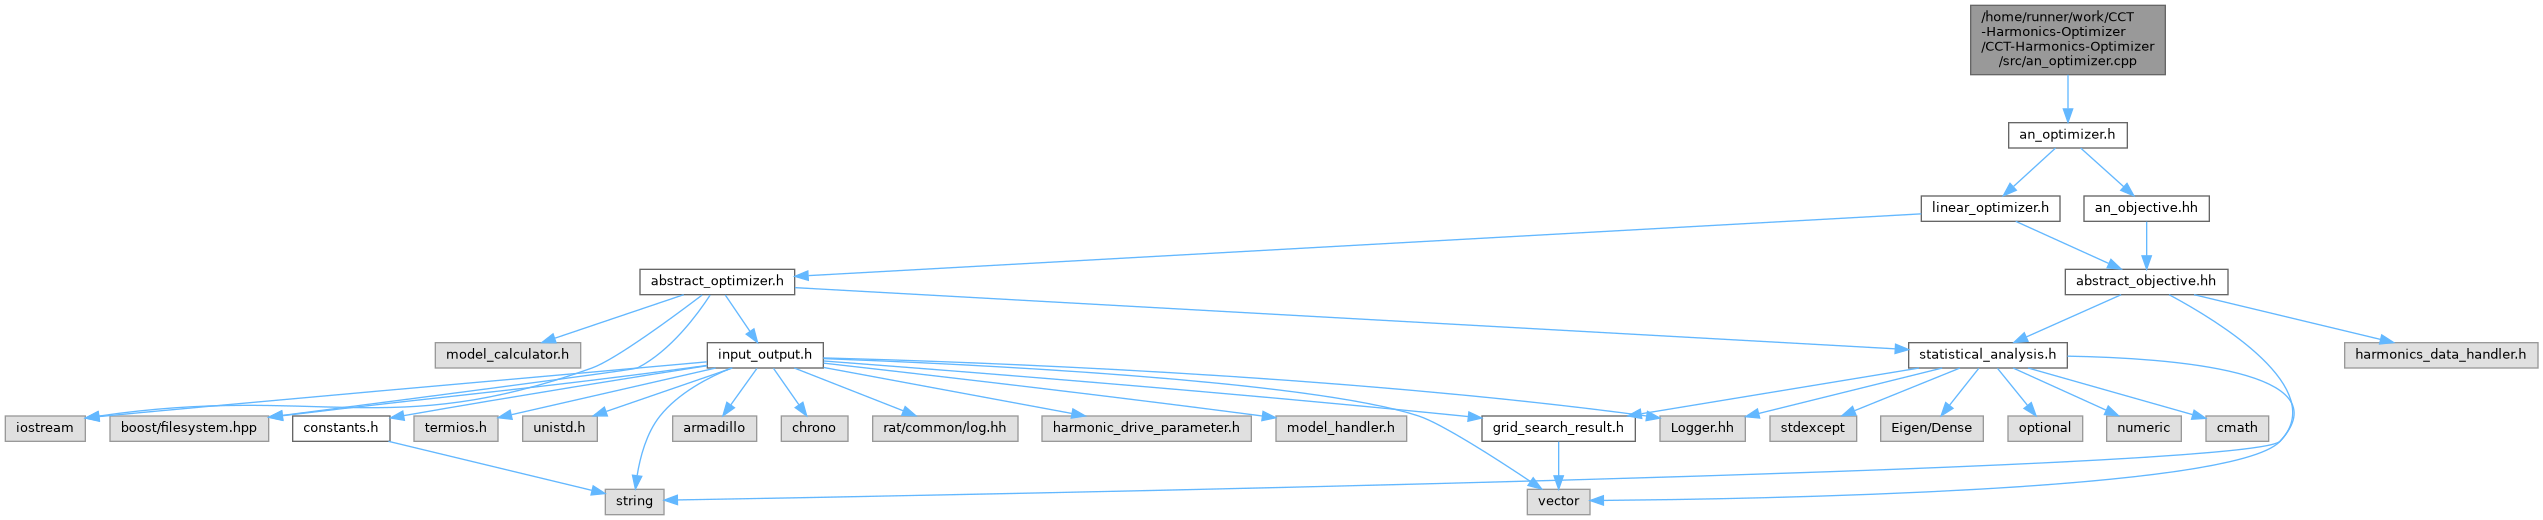 /home/runner/work/CCT
-Harmonics-Optimizer
/CCT-Harmonics-Optimizer
/src/an_optimizer.cpp
an_optimizer.h
linear_optimizer.h
an_objective.hh
abstract_optimizer.h
abstract_objective.hh
model_calculator.h
input_output.h
statistical_analysis.h
harmonics_data_handler.h
iostream
boost/filesystem.hpp
constants.h
termios.h
unistd.h
armadillo
chrono
rat/common/log.hh
harmonic_drive_parameter.h
model_handler.h
grid_search_result.h
Logger.hh
stdexcept
Eigen/Dense
optional
numeric
cmath
string
vector